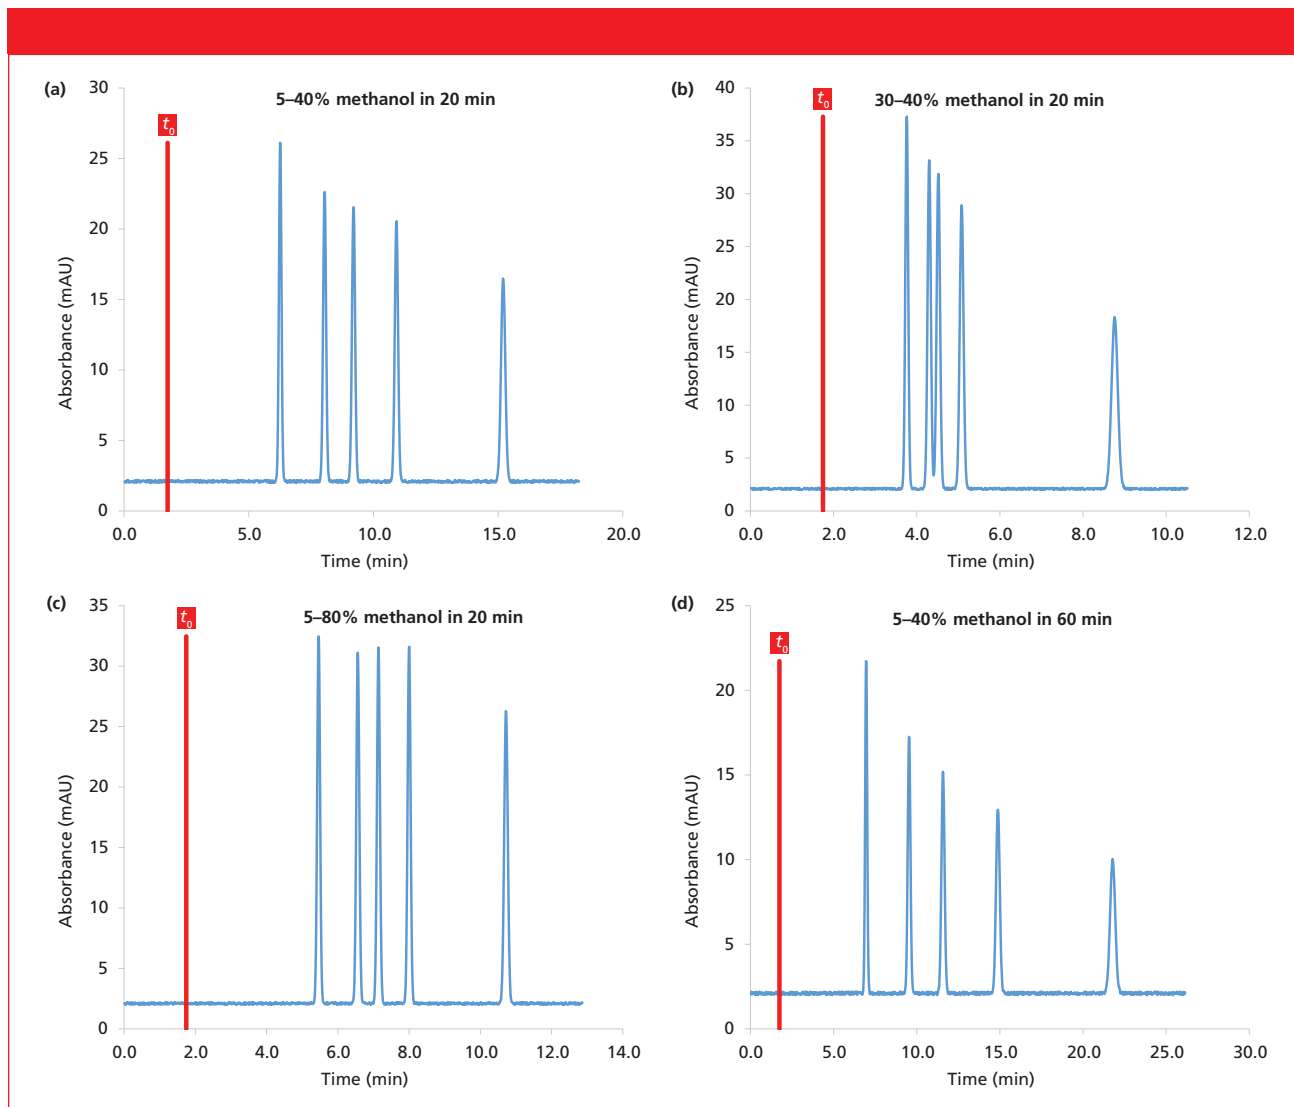 (a)
5–40% methanol in 20 min
t0
30
25
20
15
10
5
0
Absorbance (mAU)
0.0 5.0 10.0 15.0 20.0
Time (min)
(b)
30–40% methanol in 20 min
t0
40
35
30
25
20
15
10
5
0
Absorbance (mAU)
0.0 2.0 4.0 6.0 8.0 10.0 12.0
Time (min)
(c)
5–80% methanol in 20 min
t0
35
30
25
20
15
10
5
0
Absorbance (mAU)
0.0 2.0 4.0 6.0 8.0 10.0 12.0 14.0
Time (min)
(d)
5–40% methanol in 60 min
t0
25
20
15
10
5
0
Absorbance (mAU)
0.0 5.0 10.0 15.0 20.0 25.0 30.0
Time (min)